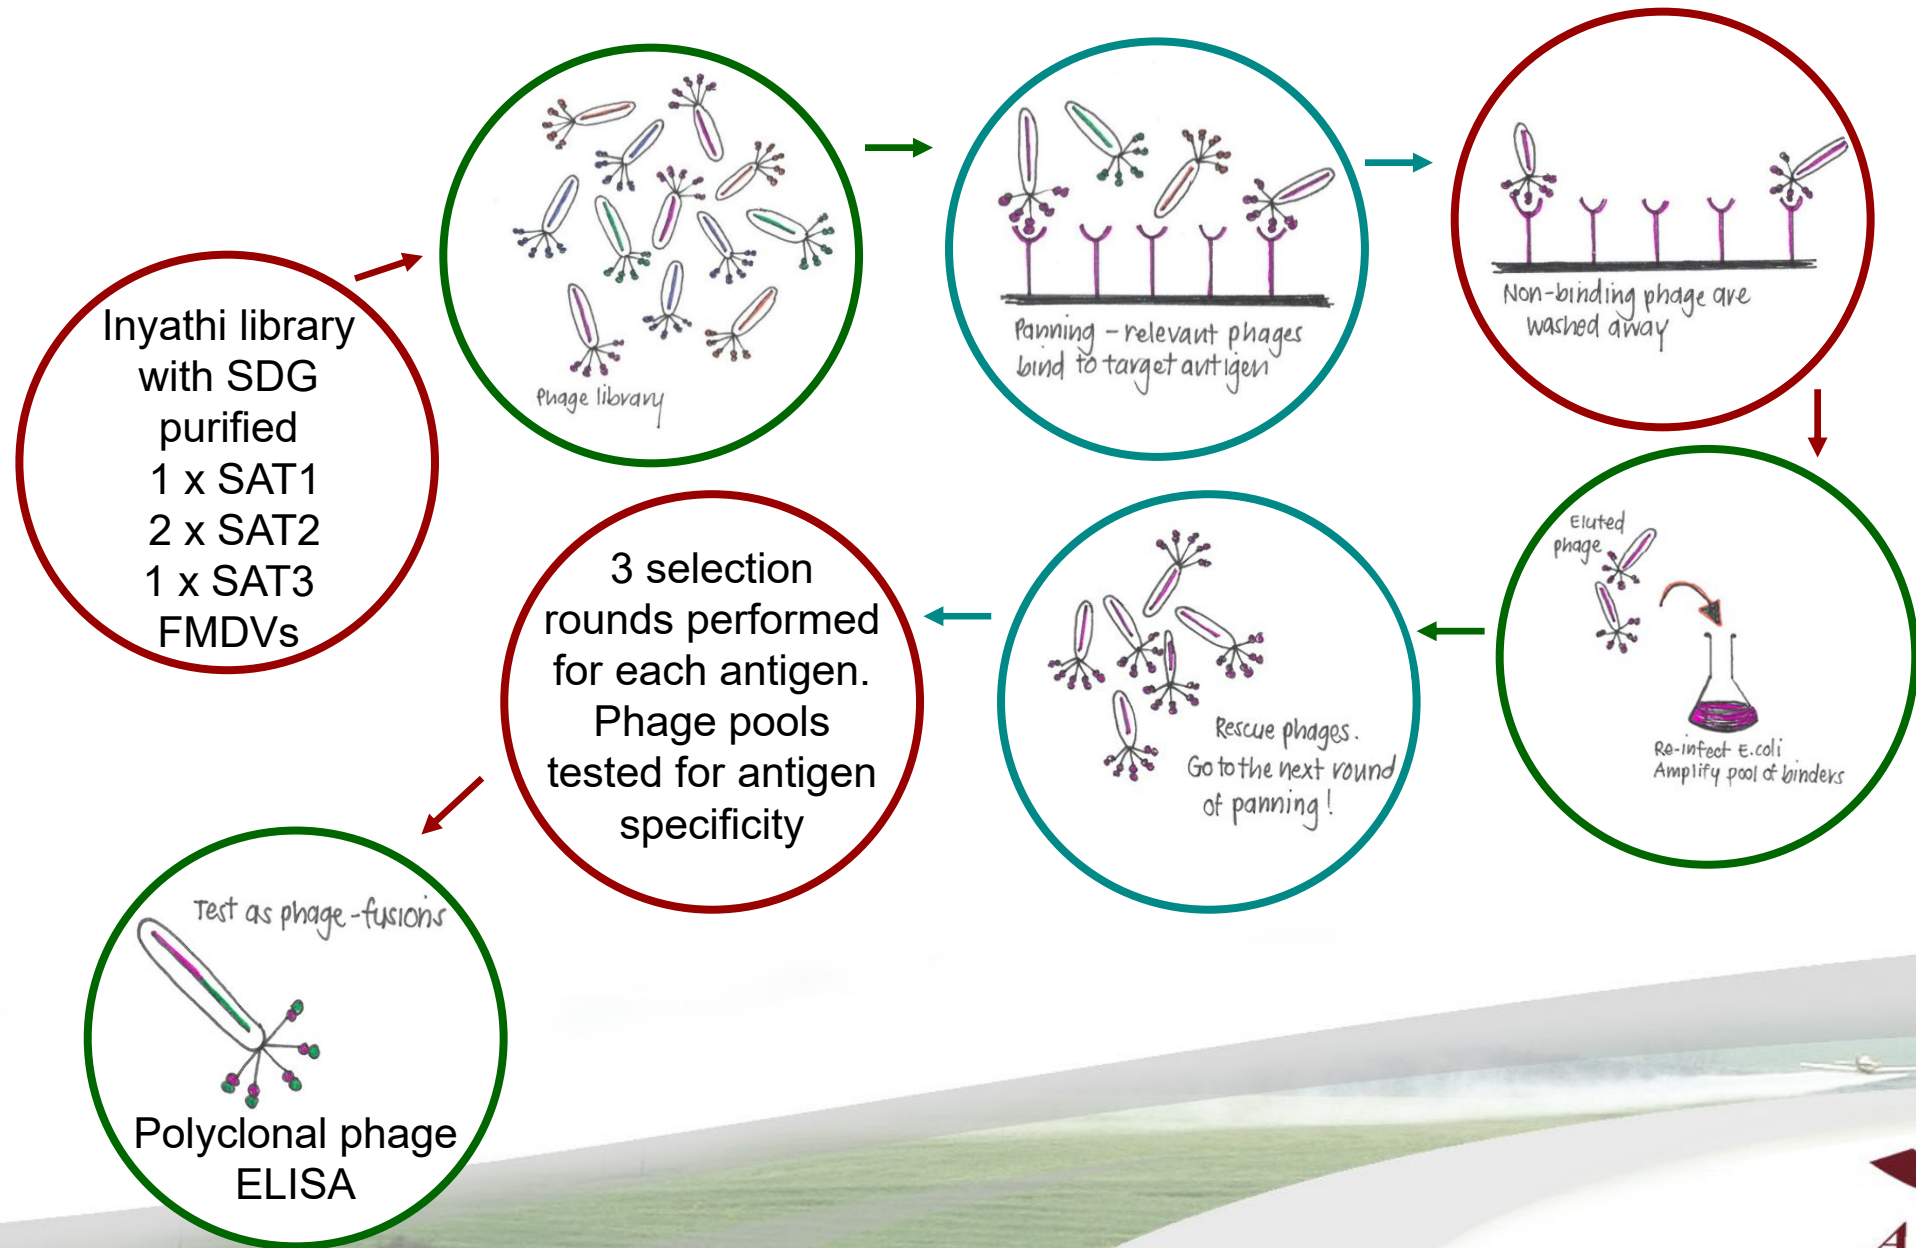 Inyathi library
with SDG
purified
1 x SAT1
2 x SAT2
1 x SAT3
FMDVs
Phage library
Panning – relevant phages
bind to target antigen
Non-binding phage are
washed away
Eluted
phage
Re-infect E.coli
Amplify pool of binders
Rescue phages.
Go to the next round
of panning!
3 selection
rounds performed
for each antigen.
Phage pools
tested for antigen
specificity
Test as phage-fusions
Polyclonal phage
ELISA
A